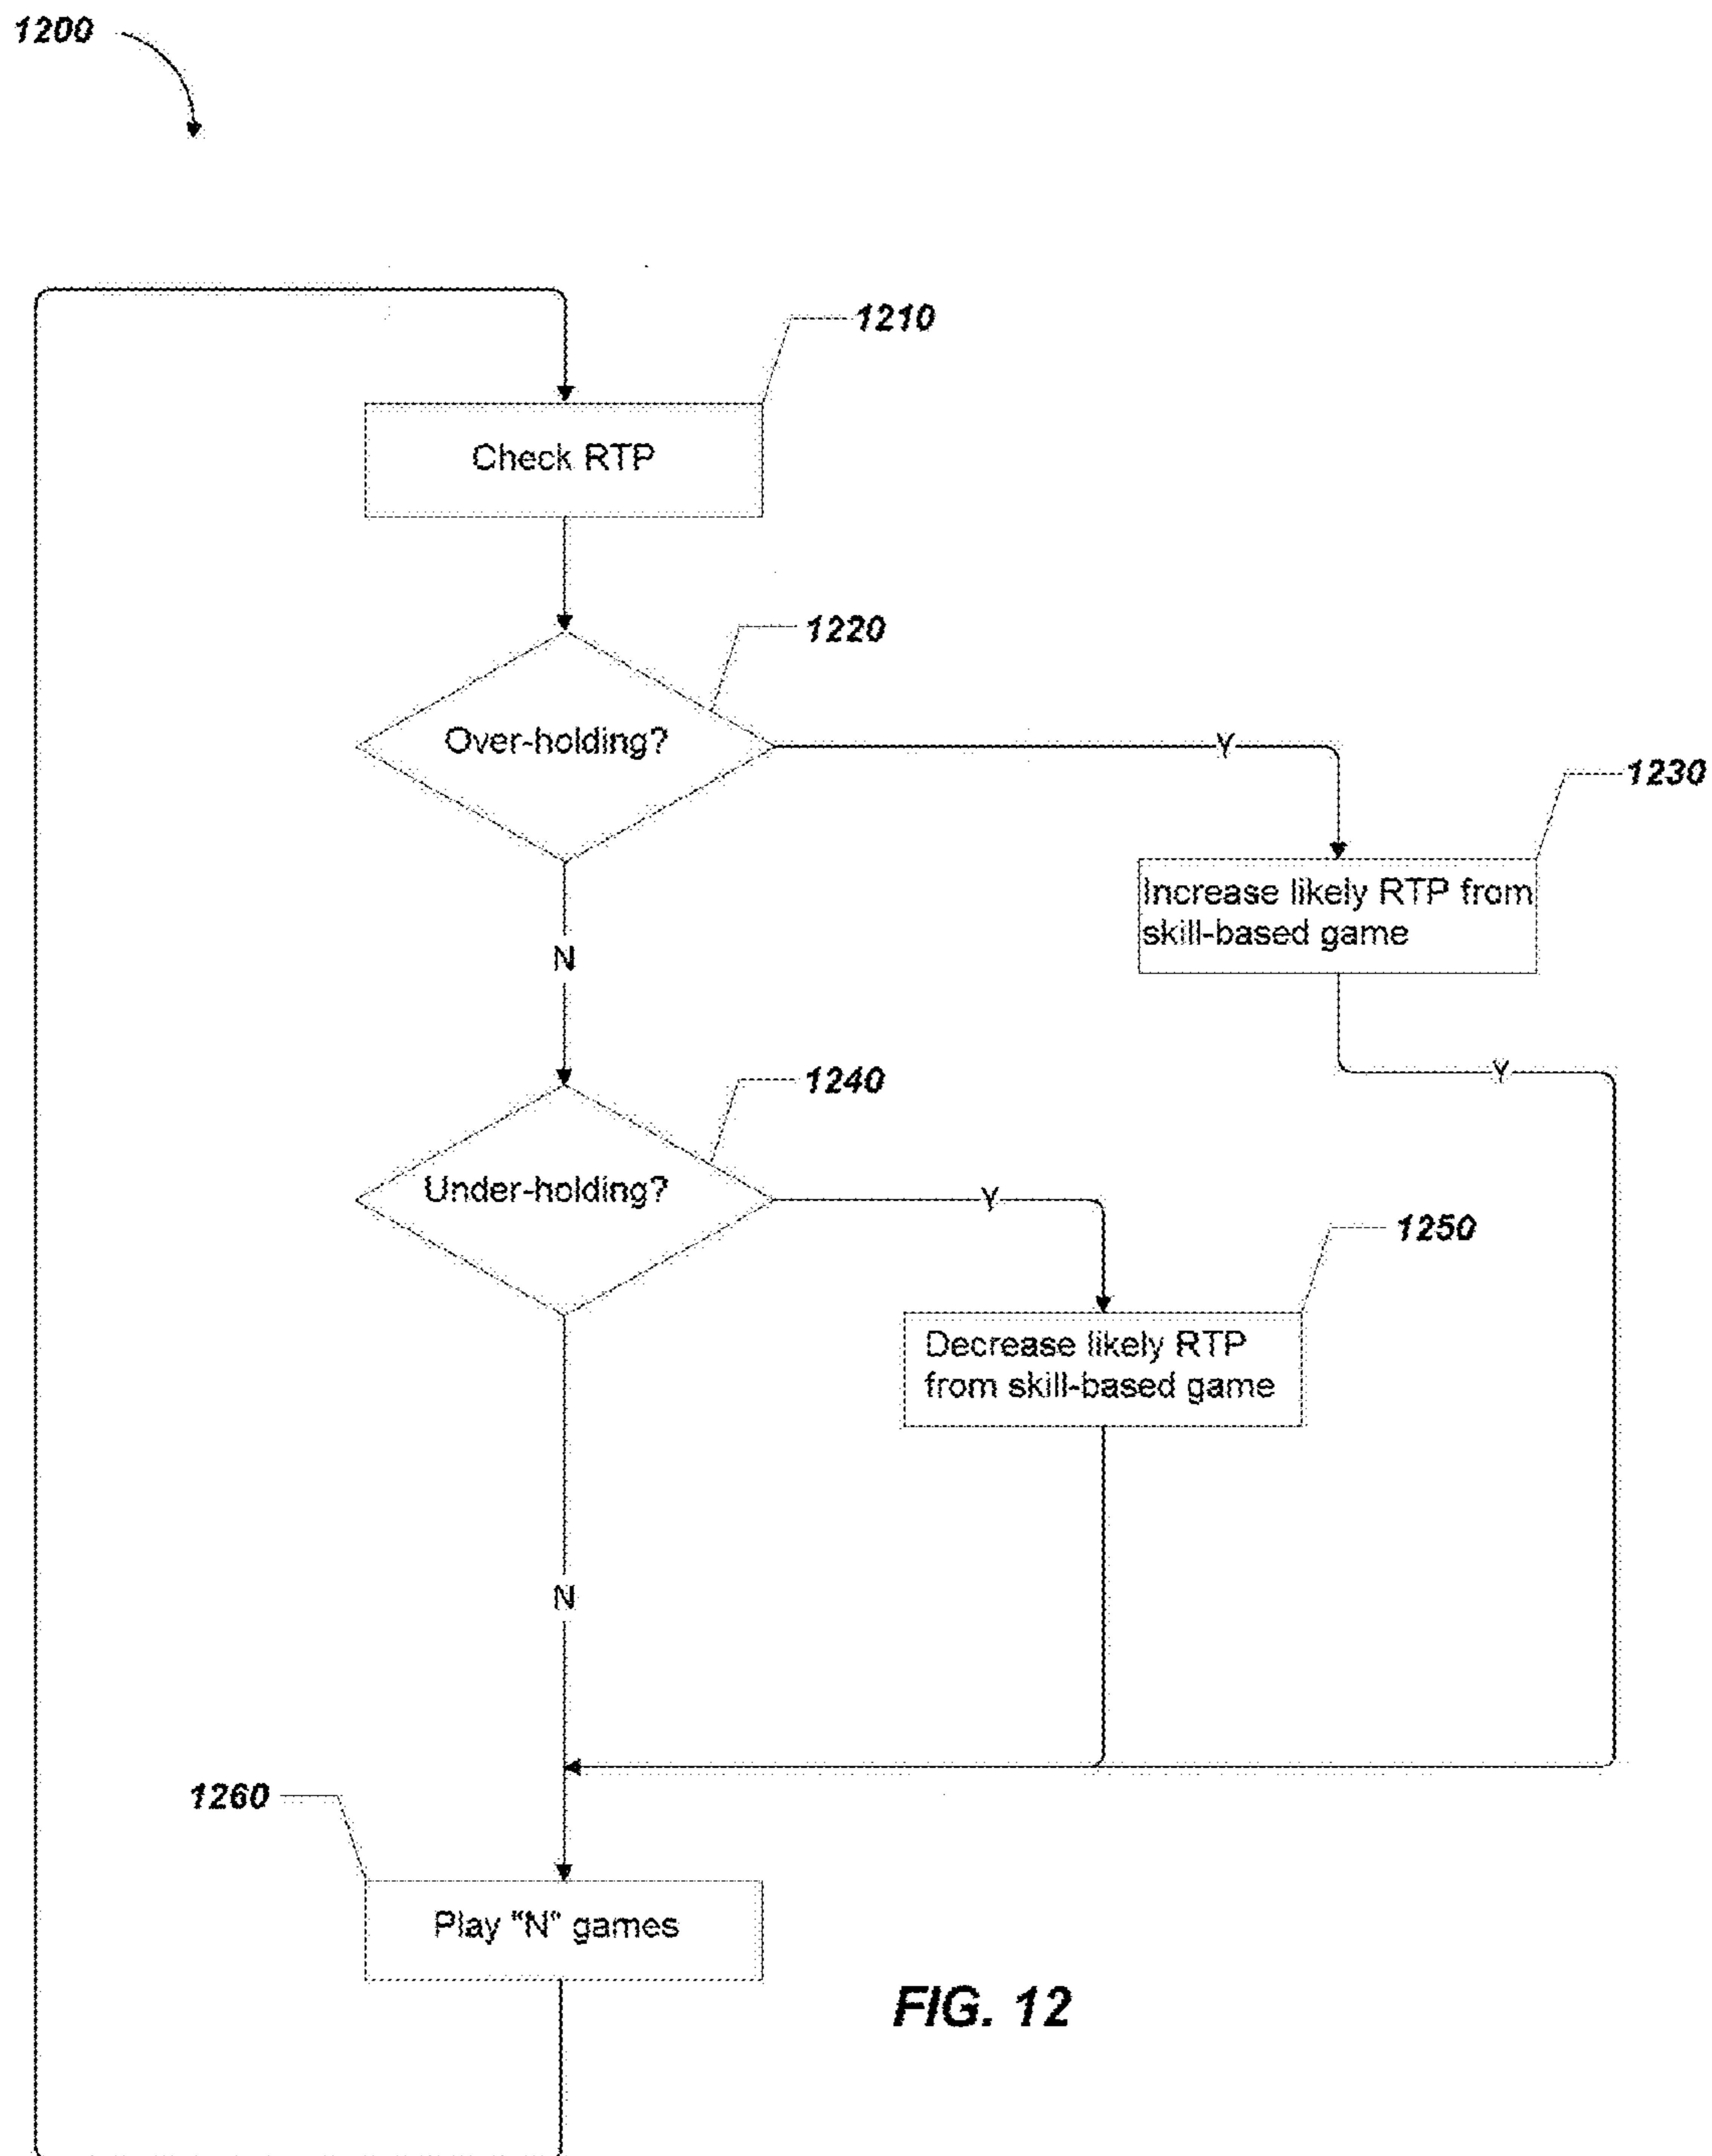 1200
1210
Check RTP
1220
Over-holding?
Y
1230
Increase likely RTP from
skill-based game
N
Y
1240
Under-holding?
Y
1250
Decrease likely RTP
from skill-based game
N
1260
Play "N" games
FIG. 12